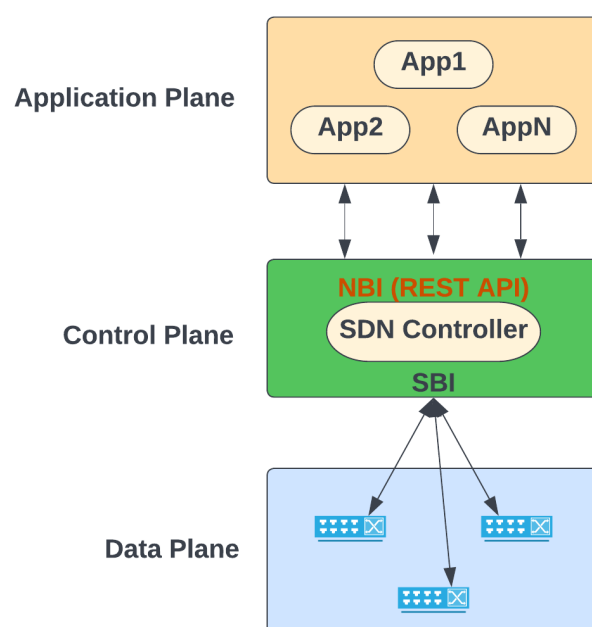 App1
Application Plane
App2
AppN
NBI (REST API)
Control Plane
SDN Controller
SBI
Data Plane